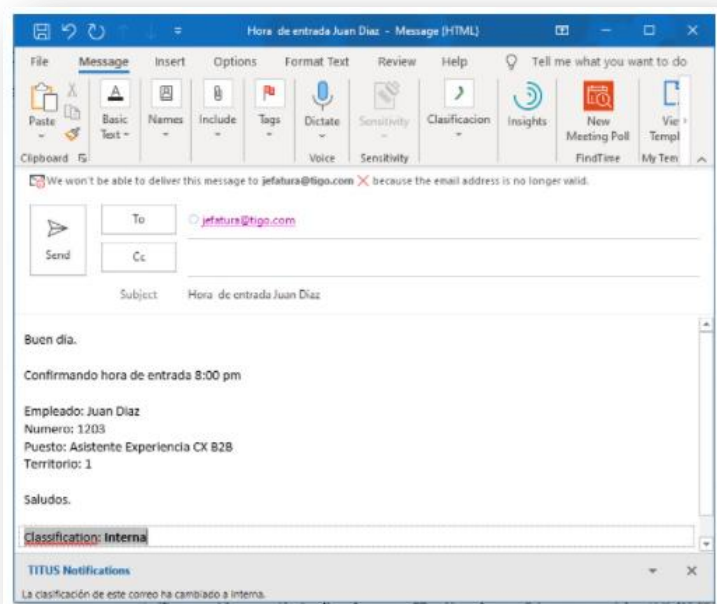 Hora de entrada Juan Diaz - Message (HTML)
File Message Insert Options Format Text Review Help Tell me what you want to do
Paste Basic Text Names Include Tags Dictate Sensitivity Clasificacion Insights New Meeting Poll
Clipboard Voice Sensitivity FindTime
We won't be able to deliver this message to jefatura@tigo.com because the email address is no longer valid.
Send
To jefatura@tigo.com
Cc
Subject Hora de entrada Juan Diaz
Buen día.
Confirmando hora de entrada 8:00 pm
Empleado: Juan Diaz
Numero: 1203
Puesto: Asistente Experiencia CX B2B
Territorio: 1
Saludos.
Classification: Interna
TITUS Notifications
La clasificación de este correo ha cambiado a Interna.